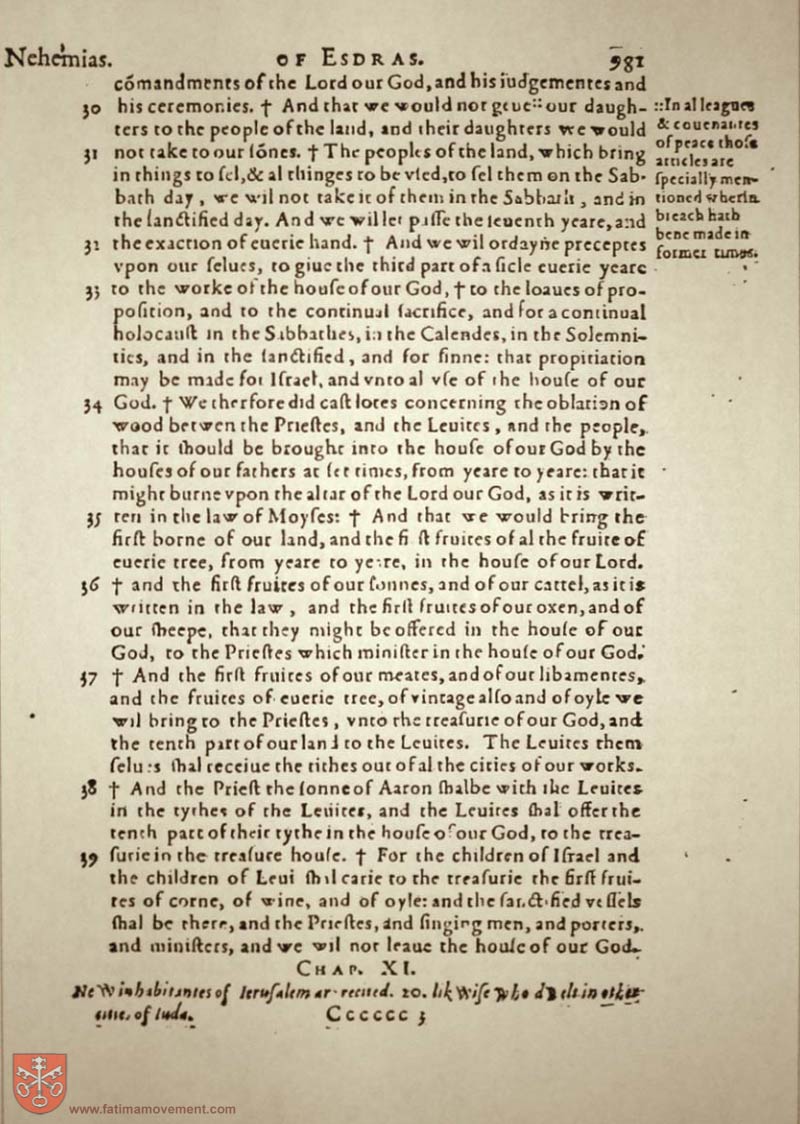 Nehemias. OF ESDRAS. 981
cómandments of the Lord our God, and his iudgementes and
30 his ceremonies. † And that we would not geue :: our daugh-
ters to the people of the land, and their daughters we would
31 not take to our sónes. † The peoples of the land, which bring
in things to sel, & al thinges to be vsed, to sel them on the Sab-
bath day, we wil not take it of them in the Sabbath, and in
the sanctified day. And we wil let passe the seuenth yeare, and
32 the exaction of euerie hand. † And we wil ordayne preceptes
vpon our selues, to giue the third part of a sicle euerie yeare
33 to the worke of the house of our God, † to the loaues of pro-
position, and to the continual sacrifice, and for a continual
holocaust in the Sabbathes, in the Calendes, in the Solemni-
ties, and in the sanctified, and for sinne: that propitiation
may be made for Israel, and vnto al vse of the house of our
34 God. † We therfore did cast lotes concerning the oblation of
wood betwen the Priestes, and the Leuites, and the people,
that it should be brought into the house of our God by the
houses of our fathers at set times, from yeare to yeare: that it
might burne vpon the altar of the Lord our God, as it is writ-
35 ten in the law of Moyses: † And that we would bring the
first borne of our land, and the first fruites of al the fruite of
euerie tree, from yeare to yeare, in the house of our Lord.
36 † and the first fruites of our sonnes, and of our cattel, as it is
written in the law, and the first fruites of our oxen, and of
our sheepe, that they might be offered in the house of our
God, to the Priestes which minister in the house of our God.
37 † And the first fruites of our meates, and of our libamentes,
and the fruites of euerie tree, of vintage also and of oyle we
wil bring to the Priestes, vnto the treasurie of our God, and
the tenth part of our land to the Leuites. The Leuites them
selues shal receiue the tithes out of al the cities of our works.
38 † And the Priest the sonne of Aaron shalbe with the Leuites
in the tythes of the Leuites, and the Leuites shal offer the
tenth part of their tythe in the house of our God, to the trea-
39 surie in the treasure house. † For the children of Israel and
the children of Leui shal carie to the treasurie the first frui-
tes of corne, of wine, and of oyle: and the sanctified vessels
shal be there, and the Priestes, and singing men, and porters,
and ministers, and we wil not leaue the house of our God.
:: In al leagues
& couenantes
of peace those
articles are
specially men-
tioned wherin
breach hath
bene made in
former times.
CHAP. XI.
New inhabitantes of Ierusalem are recited. 20. likwise who dwelt in other
cities of Iuda.
Cccccc 3
www.fatimamovement.com